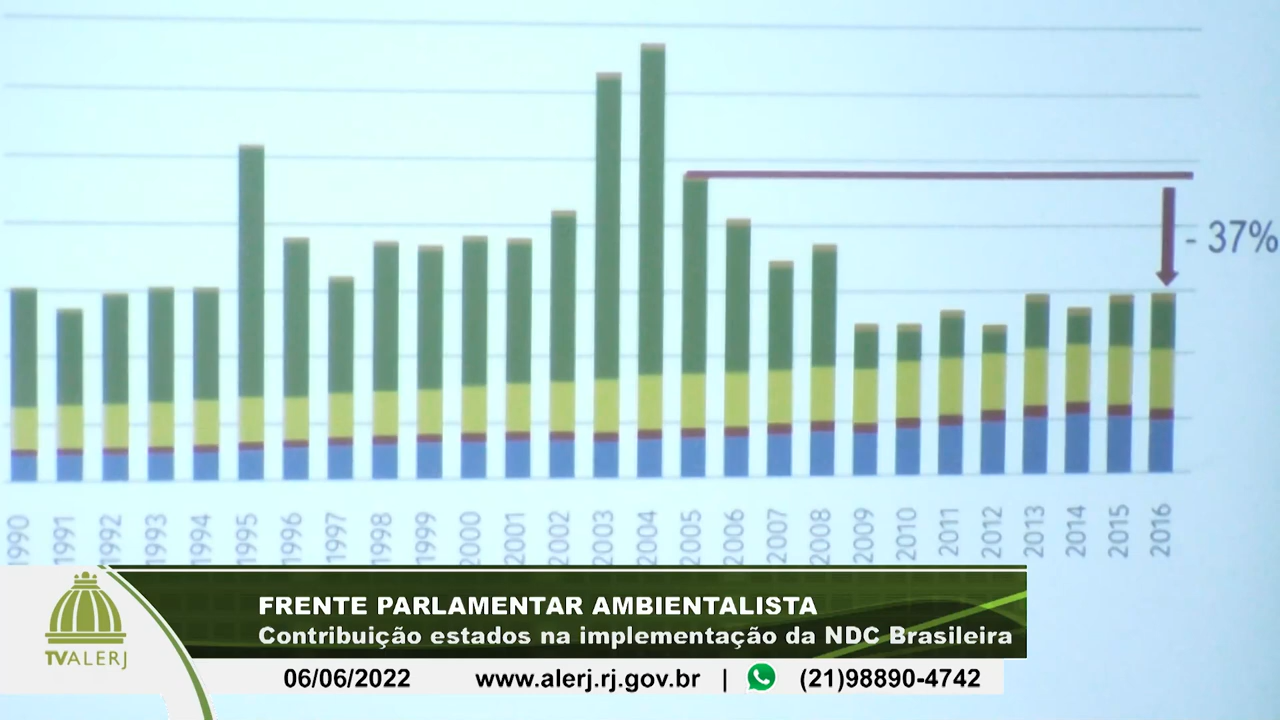 - 37%
1990 1991 1992 1993 1994 1995 1996 1997 1998 1999 2000 2001 2002 2003 2004 2005 2006 2007 2008 2009 2010 2011 2012 2013 2014 2015 2016
FRENTE PARLAMENTAR AMBIENTALISTA
Contribuição estados na implementação da NDC Brasileira
TVALERJ
06/06/2022 www.alerj.rj.gov.br | (21)98890-4742